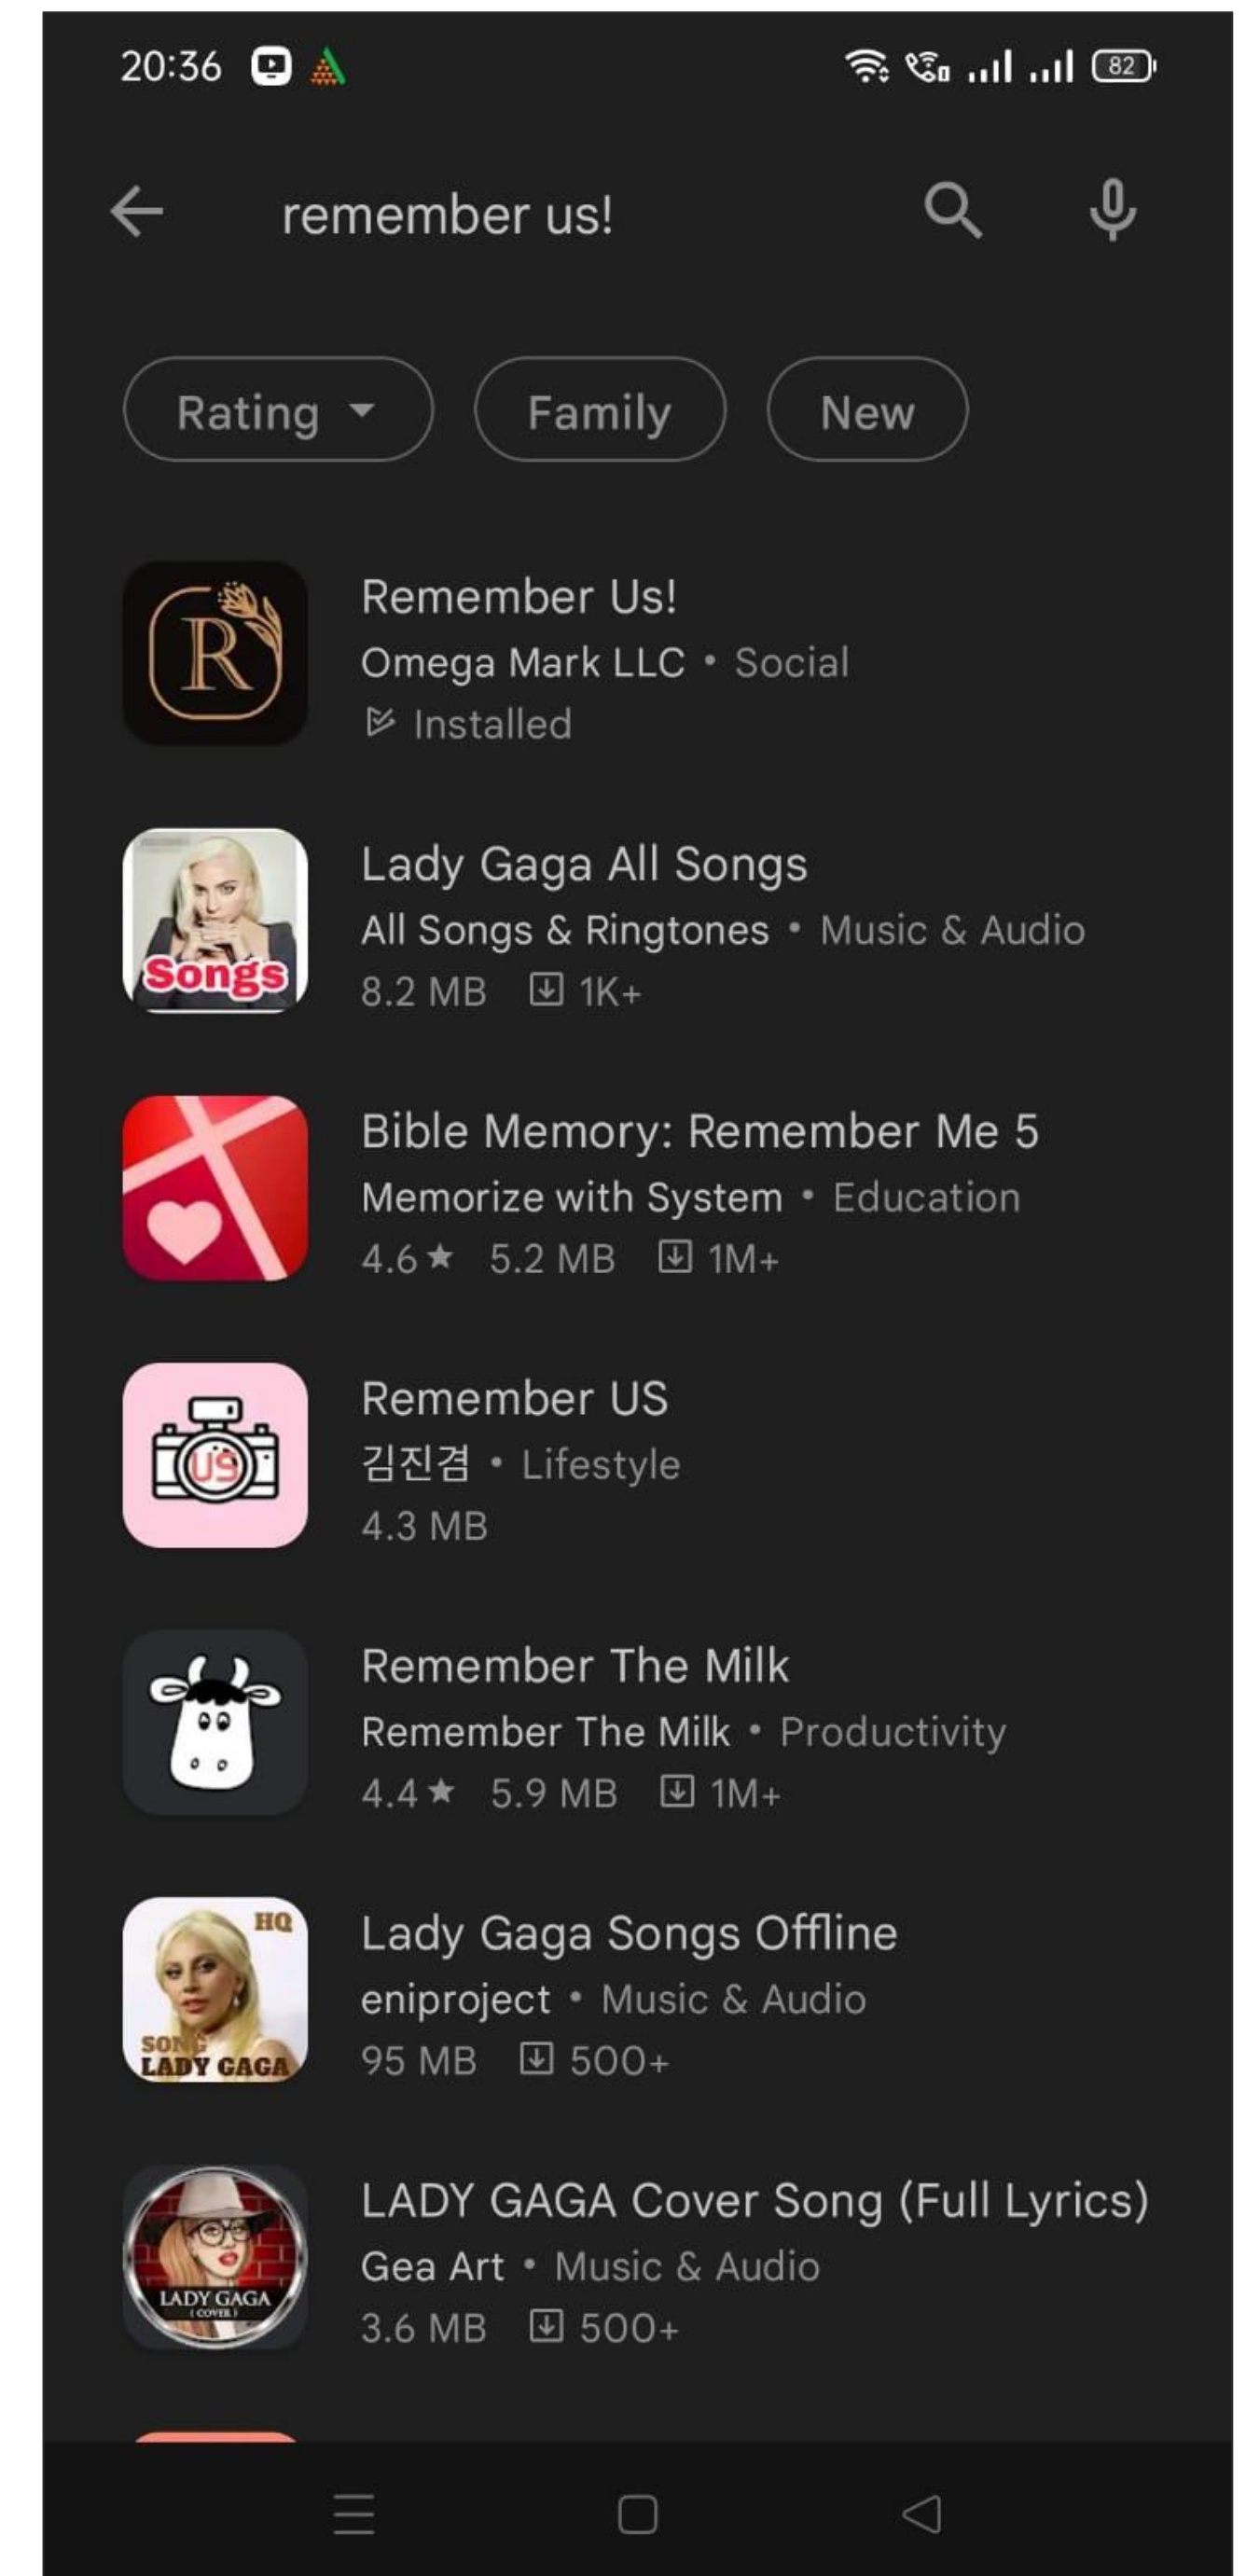 20:36 82
remember us!
Rating Family New
R
Remember Us!
Omega Mark LLC • Social
Installed
Songs
Lady Gaga All Songs
All Songs & Ringtones • Music & Audio
8.2 MB 1K+
Bible Memory: Remember Me 5
Memorize with System • Education
4.6★ 5.2 MB 1M+
US
Remember US
김진겸 • Lifestyle
4.3 MB
Remember The Milk
Remember The Milk • Productivity
4.4★ 5.9 MB 1M+
HQ
SONG
LADY GAGA
Lady Gaga Songs Offline
eniproject • Music & Audio
95 MB 500+
LADY GAGA
(COVER)
LADY GAGA Cover Song (Full Lyrics)
Gea Art • Music & Audio
3.6 MB 500+